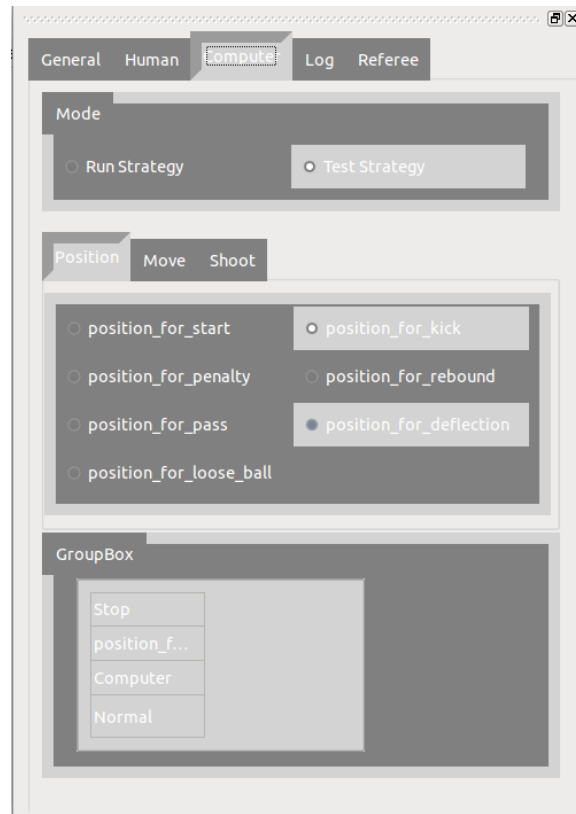 General Human Computer Log Referee
Mode
Run Strategy Test Strategy
Position Move Shoot
position_for_start position_for_kick
position_for_penalty position_for_rebound
position_for_pass position_for_deflection
position_for_loose_ball
GroupBox
Stop
position_f...
Computer
Normal